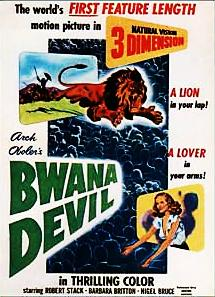 The world's FIRST FEATURE LENGTH
motion picture in
NATURAL VISION
3 DIMENSION
A LION
in your lap!
Arch
Oboler's
A LOVER
in your arms!
BWANA
DEVIL
in THRILLING COLOR
starring ROBERT STACK · BARBARA BRITTON · NIGEL BRUCE